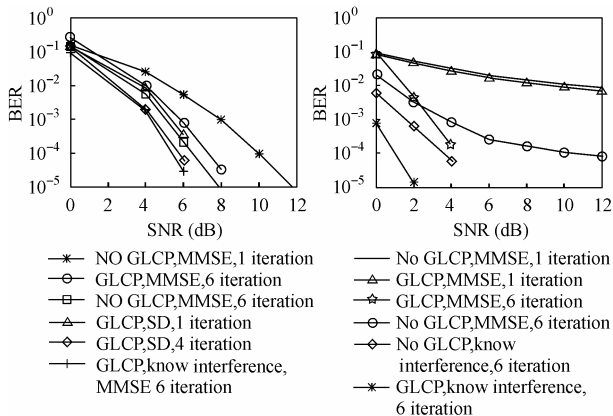 10^0
10^-1
10^-2
10^-3
10^-4
10^-5
BER
0 2 4 6 8 10 12
SNR (dB)
NO GLCP,MMSE,1 iteration
GLCP,MMSE,6 iteration
NO GLCP,MMSE,6 iteration
GLCP,SD,1 iteration
GLCP,SD,4 iteration
GLCP,know interference,
MMSE 6 iteration
10^0
10^-1
10^-2
10^-3
10^-4
10^-5
BER
0 2 4 6 8 10 12
SNR (dB)
No GLCP,MMSE,1 iteration
GLCP,MMSE,1 iteration
GLCP,MMSE,6 iteration
No GLCP,MMSE,6 iteration
No GLCP,know
interference,6 iteration
GLCP,know interference,
6 iteration